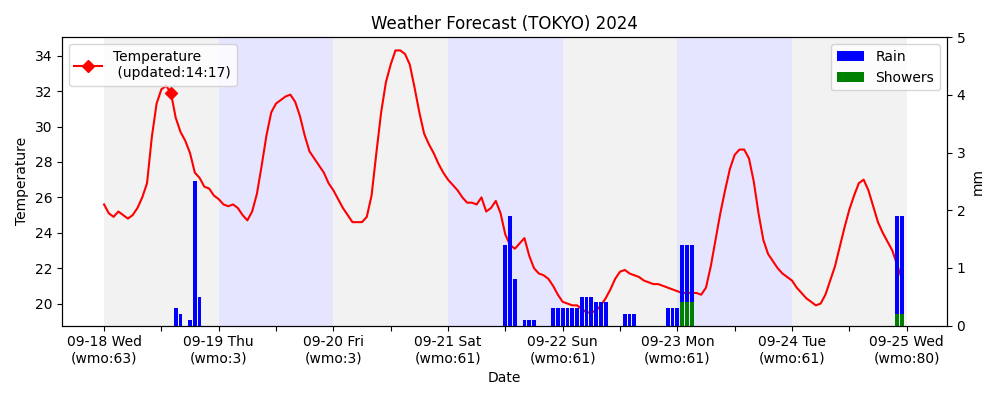 Weather Forecast (TOKYO) 2024
Temperature
(updated:14:17)
Rain
Showers
34
32
30
28
26
24
22
20
Temperature
5
4
3
2
1
0
mm
09-18 Wed
(wmo:63)
09-19 Thu
(wmo:3)
09-20 Fri
(wmo:3)
09-21 Sat
(wmo:61)
09-22 Sun
(wmo:61)
09-23 Mon
(wmo:61)
09-24 Tue
(wmo:61)
09-25 Wed
(wmo:80)
Date